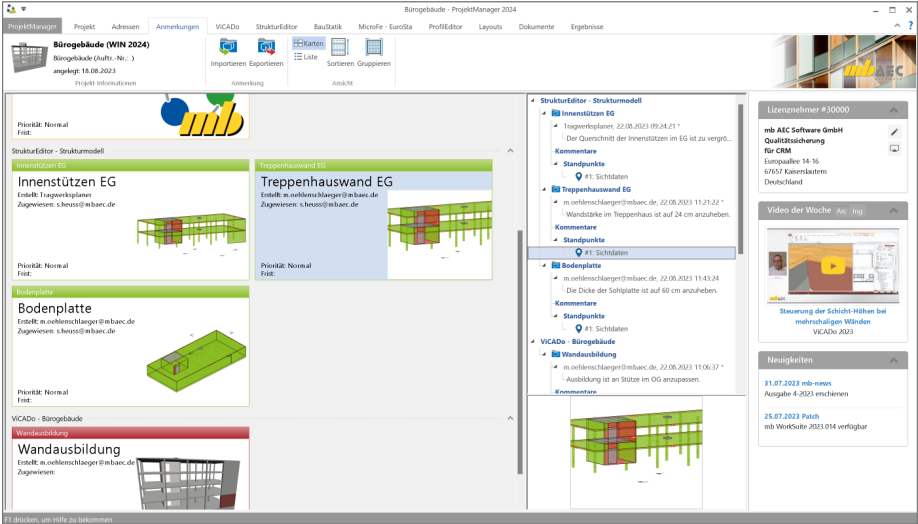 Bürogebäude - ProjektManager 2024
ProjektManager Projekt Adressen Anmerkungen ViCADo StrukturEditor BauStatik MicroFe - EuroSta ProfilEditor Layouts Dokumente Ergebnisse
Bürogebäude (WIN 2024)
Bürogebäude (Auftr.-Nr.: )
angelegt: 18.08.2023
Projekt-Informationen
Importieren Exportieren
Anmerkung
Karten
Liste
Sortieren Gruppieren
Ansicht
mb AEC
SOFTWARE
mb
Priorität: Normal
Frist:
StrukturEditor - Strukturmodell
Innenstützen EG
Innenstützen EG
Erstellt: Tragwerksplaner
Zugewiesen: s.heuss@mbaec.de
Priorität: Normal
Frist:
Treppenhauswand EG
Treppenhauswand EG
Erstellt: m.oehlenschlaeger@mbaec.de
Zugewiesen: s.heuss@mbaec.de
Priorität: Normal
Frist:
Bodenplatte
Bodenplatte
Erstellt: m.oehlenschlaeger@mbaec.de
Zugewiesen: s.heuss@mbaec.de
Priorität: Normal
Frist:
ViCADo - Bürogebäude
Wandausbildung
Wandausbildung
Erstellt: m.oehlenschlaeger@mbaec.de
Zugewiesen:
StrukturEditor - Strukturmodell
Innenstützen EG
Tragwerksplaner, 22.08.2023 09:24:21 *
Der Querschnitt der Innenstützen im EG ist zu vergrö...
Kommentare
Standpunkte
#1: Sichtdaten
Treppenhauswand EG
m.oehlenschlaeger@mbaec.de, 22.08.2023 11:21:22 *
Wandstärke im Treppenhaus ist auf 24 cm anzuheben.
Kommentare
Standpunkte
#1: Sichtdaten
Bodenplatte
m.oehlenschlaeger@mbaec.de, 22.08.2023 11:43:24
Die Dicke der Sohlplatte ist auf 60 cm anzuheben.
Kommentare
Standpunkte
#1: Sichtdaten
ViCADo - Bürogebäude
Wandausbildung
m.oehlenschlaeger@mbaec.de, 22.08.2023 11:06:37 *
Ausbildung ist an Stütze im OG anzupassen.
Kommentare
Lizenznehmer #30000
mb AEC Software GmbH
Qualitätssicherung
für CRM
Europaallee 14-16
67657 Kaiserslautern
Deutschland
Video der Woche Arc Ing
mbAEC
Steuerung der Schicht-Höhen bei
mehrschaligen Wänden
ViCADo 2023
Neuigkeiten
31.07.2023 mb-news
Ausgabe 4-2023 erschienen
25.07.2023 Patch
mb WorkSuite 2023.014 verfügbar
F1 drücken, um Hilfe zu bekommen